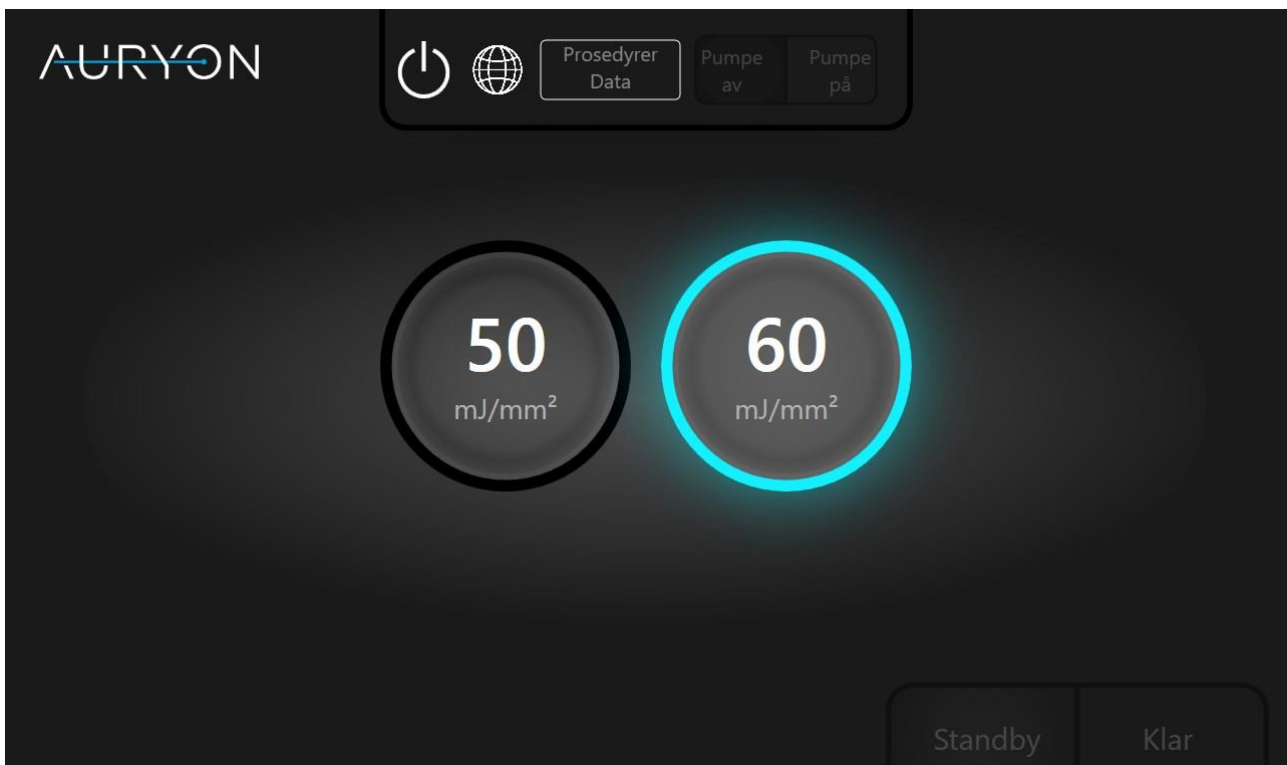 AURYON
Prosedyrer
Data
Pumpe
av
Pumpe
på
50
mJ/mm²
60
mJ/mm²
Standby
Klar